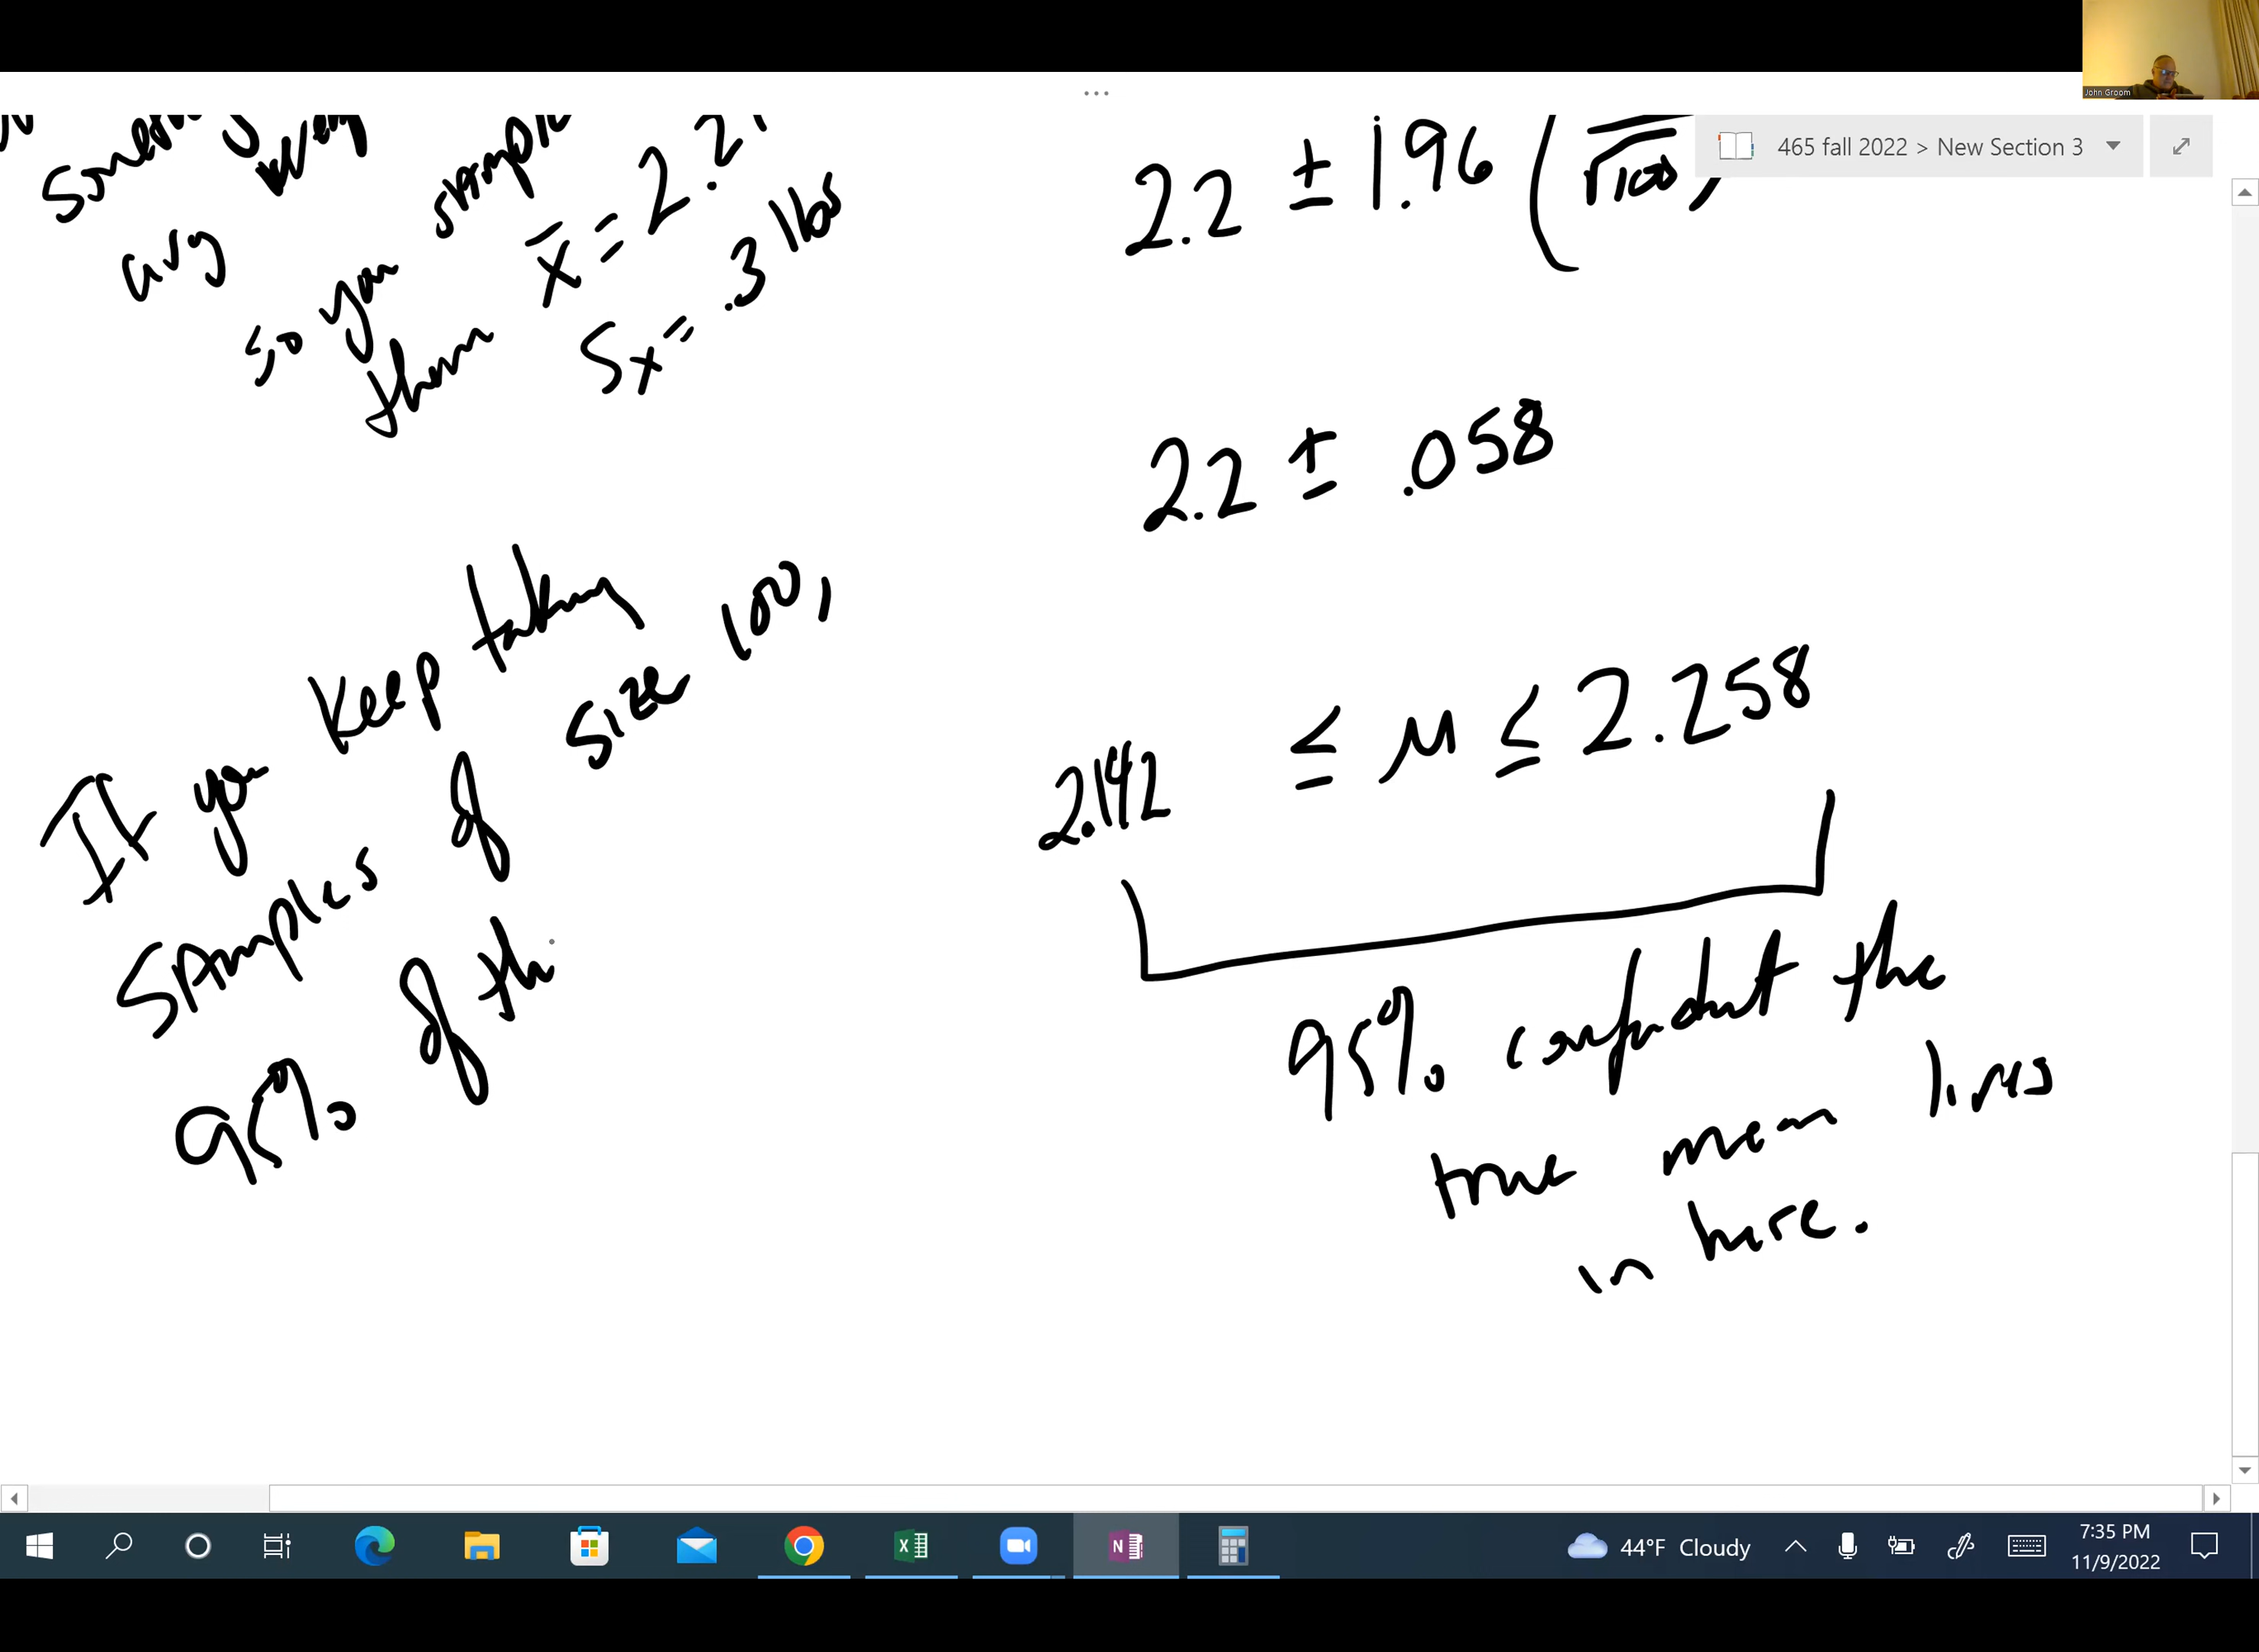 John Groom
465 fall 2022 > New Section 3
avg
so you sample
them
x̄ = 2.2
Sx = .3 lbs
2.2 ± 1.96 (√100)
2.2 ± .058
If you keep taking
samples of size 100,
95% of the
2.142 ≤ μ ≤ 2.258
95% confident the
true mean lives
in here.
44°F Cloudy
7:35 PM
11/9/2022